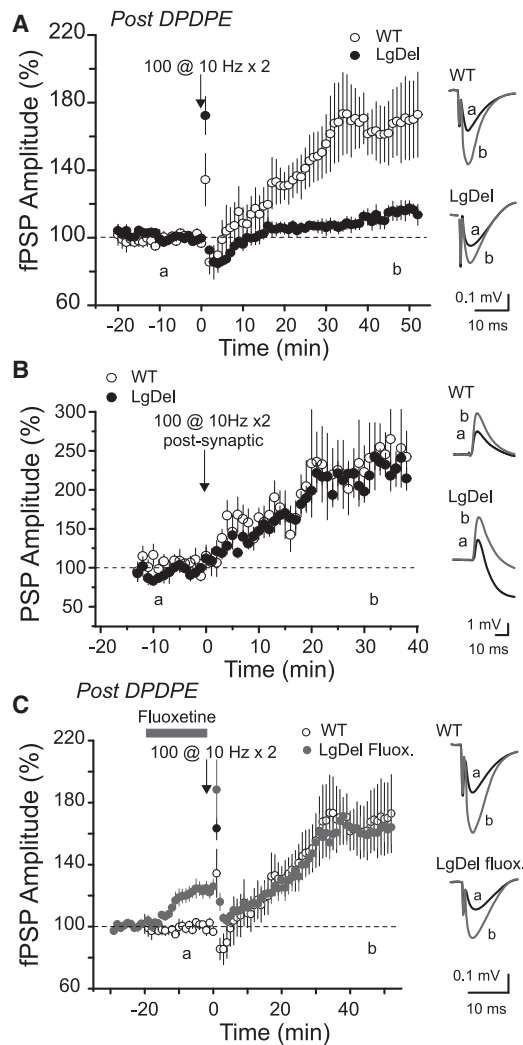 A
Post DPDPE
WT
LgDel
100 @ 10 Hz x 2
220
180
140
100
60
fPSP Amplitude (%)
a
b
-20
-10
0
10
20
30
40
50
Time (min)
WT
a
b
LgDel
a
b
0.1 mV
10 ms
B
WT
LgDel
100 @ 10Hz x2
post-synaptic
300
250
200
150
100
50
PSP Amplitude (%)
a
b
-20
-10
0
10
20
30
40
Time (min)
WT
b
a
LgDel
b
a
1 mV
10 ms
Post DPDPE
C
Fluoxetine
100 @ 10 Hz x 2
WT
LgDel Fluox.
220
180
140
100
60
fPSP Amplitude (%)
a
b
-20
0
20
40
Time (min)
WT
a
b
LgDel fluox.
a
b
0.1 mV
10 ms